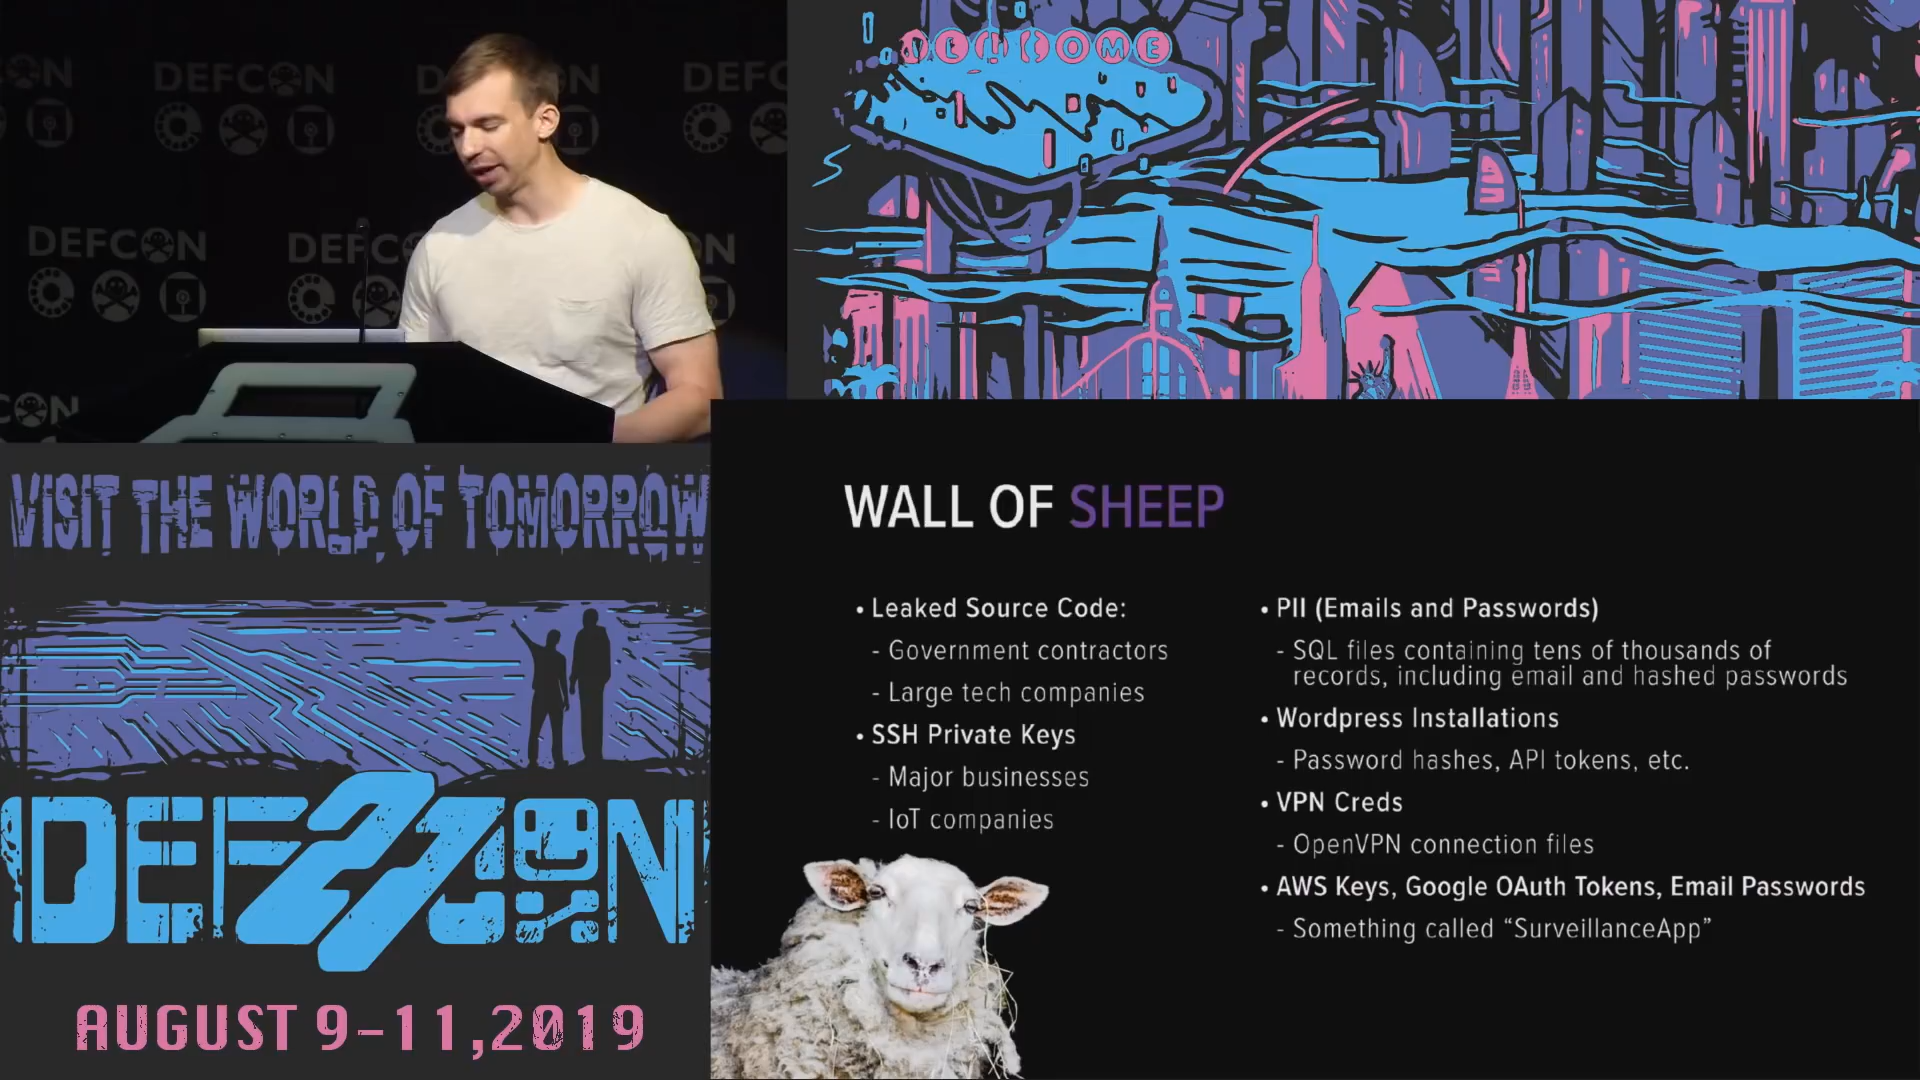 DEFCON
DEFCON
WELCOME
VISIT THE WORLD OF TOMORROW
DEF CON
27
AUGUST 9-11,2019
WALL OF SHEEP
• Leaked Source Code:
- Government contractors
- Large tech companies
• SSH Private Keys
- Major businesses
- IoT companies
• PII (Emails and Passwords)
- SQL files containing tens of thousands of
records, including email and hashed passwords
• Wordpress Installations
- Password hashes, API tokens, etc.
• VPN Creds
- OpenVPN connection files
• AWS Keys, Google OAuth Tokens, Email Passwords
- Something called “SurveillanceApp”